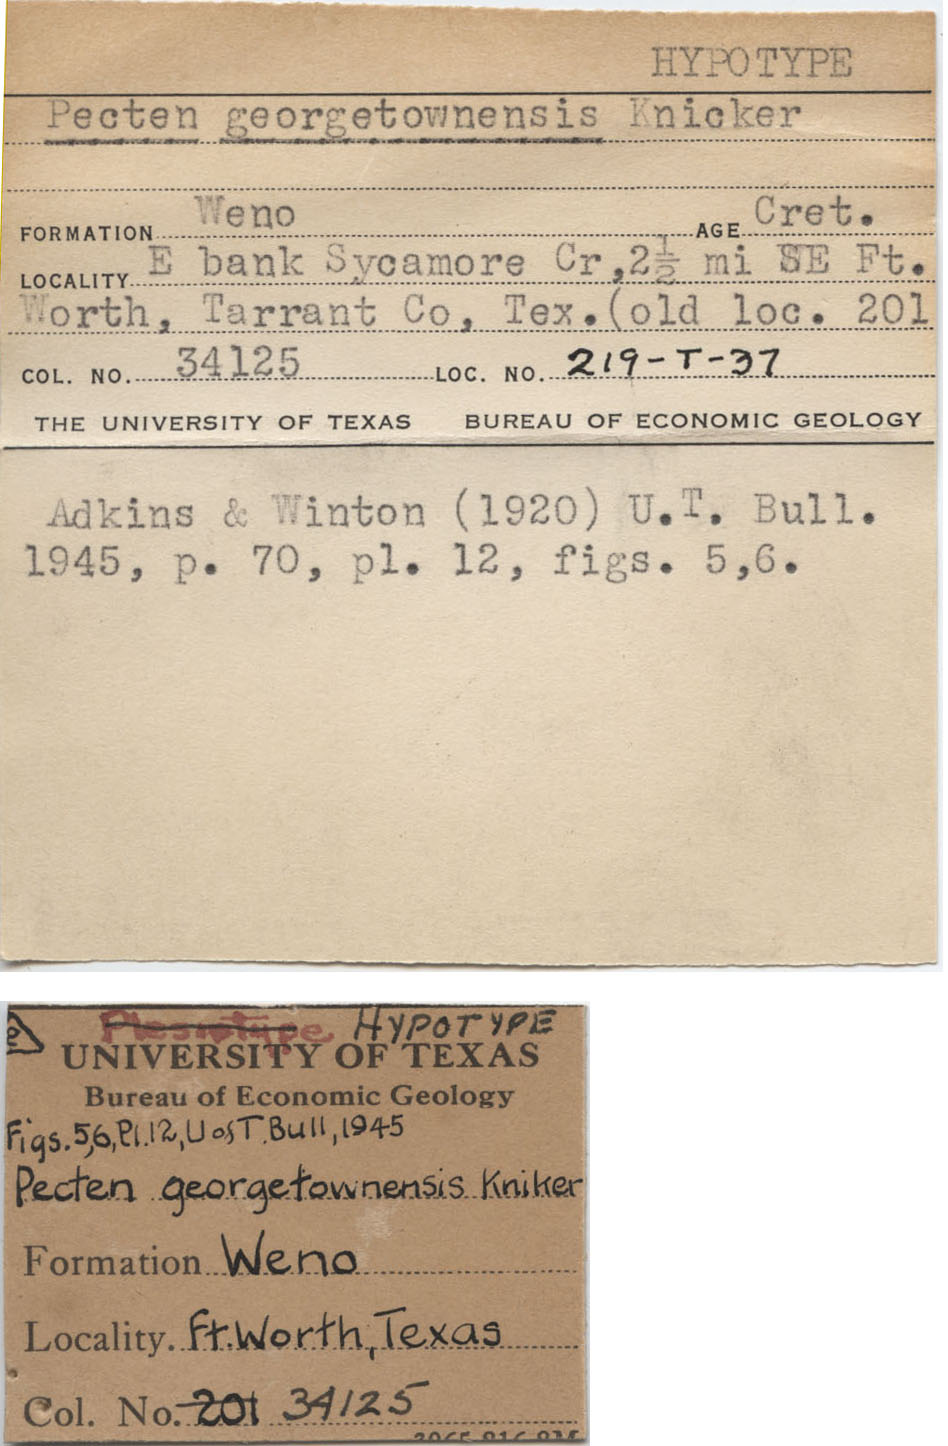 HYPOTYPE
Pecten georgetownensis Knicker
FORMATION Weno AGE Cret.
LOCALITY E bank Sycamore Cr,2½ mi SE Ft.
Worth, Tarrant Co, Tex.(old loc. 201
COL. NO. 34125 LOC. NO. 219-T-37
THE UNIVERSITY OF TEXAS BUREAU OF ECONOMIC GEOLOGY
Adkins & Winton (1920) U.T. Bull.
1945, p. 70, pl. 12, figs. 5,6.
Plesiotype HYPOTYPE
UNIVERSITY OF TEXAS
Bureau of Economic Geology
Figs. 5,6, Pl. 12, U of T. Bull, 1945
Pecten georgetownensis Kniker
Formation Weno
Locality. Ft. Worth, Texas
Col. No. 201 34125